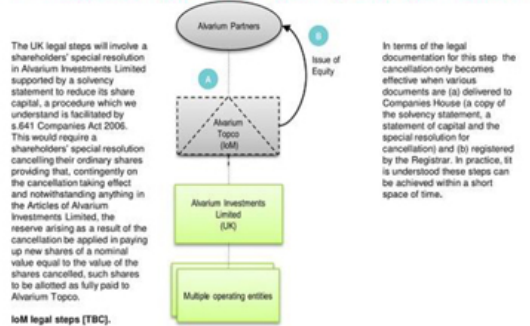 The UK legal steps will involve a
shareholders' special resolution
in Alvarium Investments Limited
supported by a solvency
statement to reduce its share
capital, a procedure which we
understand is facilitated by
s.641 Companies Act 2006.
This would require a
shareholders' special resolution
cancelling their ordinary shares
providing that, contingently on
the cancellation taking effect
and notwithstanding anything in
the Articles of Alvarium
Investments Limited, the
reserve arising as a result of the
cancellation be applied in paying
up new shares of a nominal
value equal to the value of the
shares cancelled, such shares
to be allotted as fully paid to
Alvarium Topco.
IoM legal steps [TBC].
Alvarium Partners
B
Issue of
Equity
A
Alvarium
Topco
(IoM)
Alvarium Investments
Limited
(UK)
Multiple operating entities
In terms of the legal
documentation for this step the
cancellation only becomes
effective when various
documents are (a) delivered to
Companies House (a copy of
the solvency statement, a
statement of capital and the
special resolution for
cancellation) and (b) registered
by the Registrar. In practice, tit
is understood these steps can
be achieved within a short
space of time.